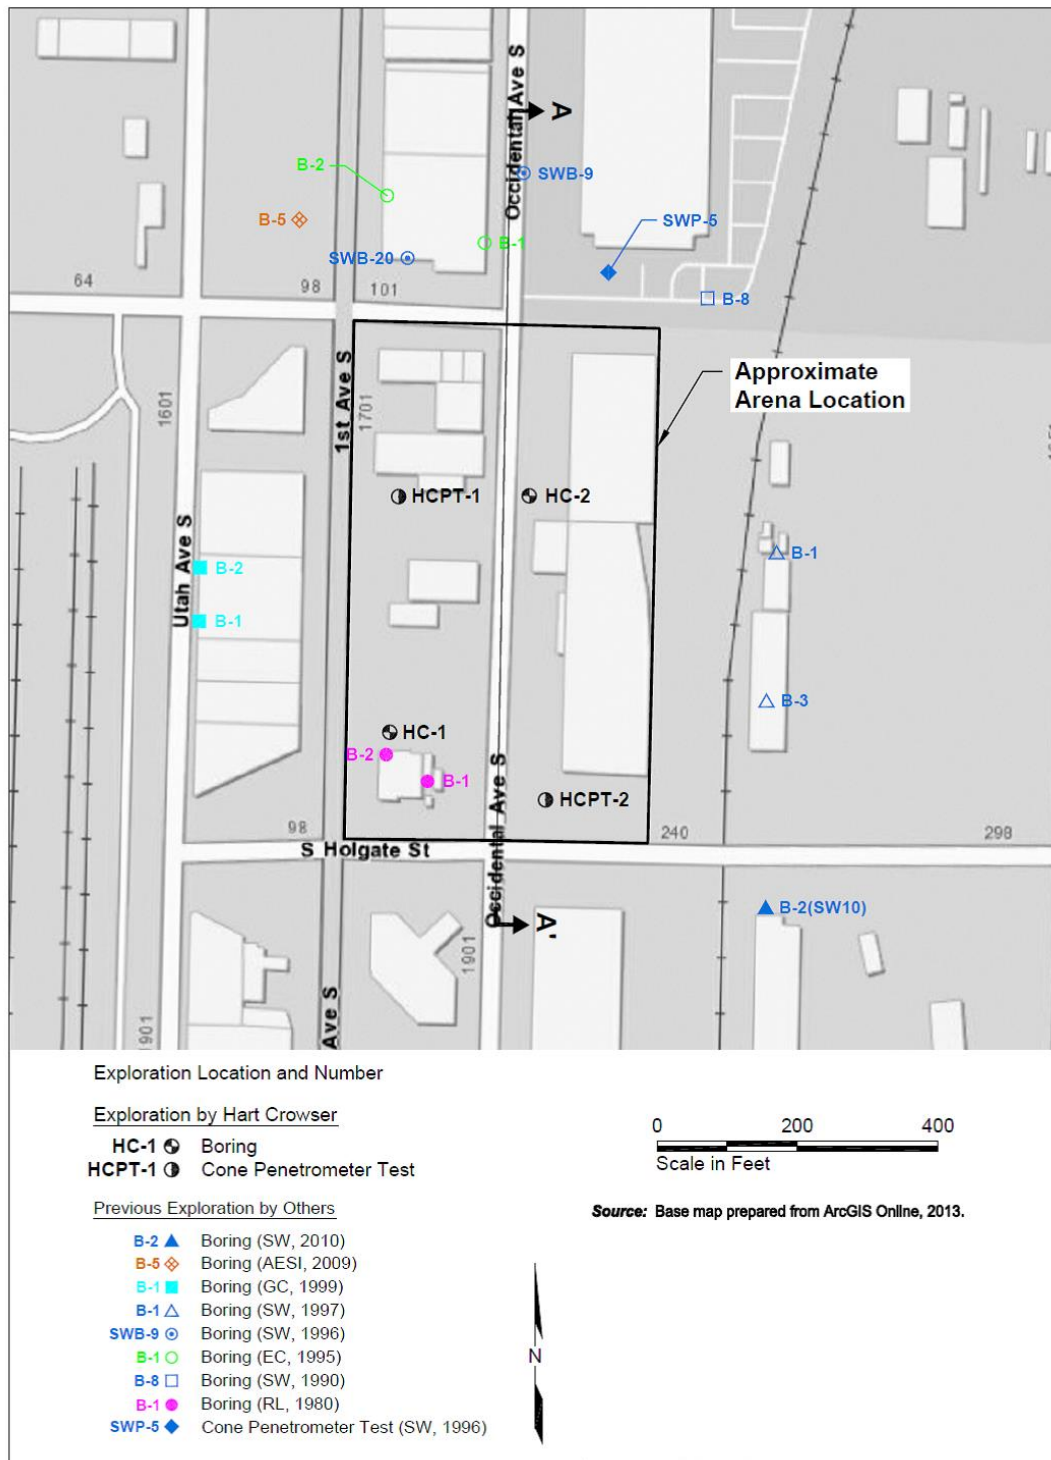 Occidental Ave S
A
B-2
SWB-9
B-5
SWP-5
B-1
SWB-20
64
98
101
B-8
1st Ave S
1701
1601
Approximate
Arena Location
HCPT-1
HC-2
Utah Ave S
B-2
B-1
B-1
B-3
HC-1
B-2
B-1
HCPT-2
Occidental Ave S
98
240
298
S Holgate St
B-2(SW10)
A'
1901
1901
Ave S
Exploration Location and Number
Exploration by Hart Crowser
HC-1 Boring
HCPT-1 Cone Penetrometer Test
Previous Exploration by Others
B-2 Boring (SW, 2010)
B-5 Boring (AESI, 2009)
B-1 Boring (GC, 1999)
B-1 Boring (SW, 1997)
SWB-9 Boring (SW, 1996)
B-1 Boring (EC, 1995)
B-8 Boring (SW, 1990)
B-1 Boring (RL, 1980)
SWP-5 Cone Penetrometer Test (SW, 1996)
0 200 400
Scale in Feet
Source: Base map prepared from ArcGIS Online, 2013.
N